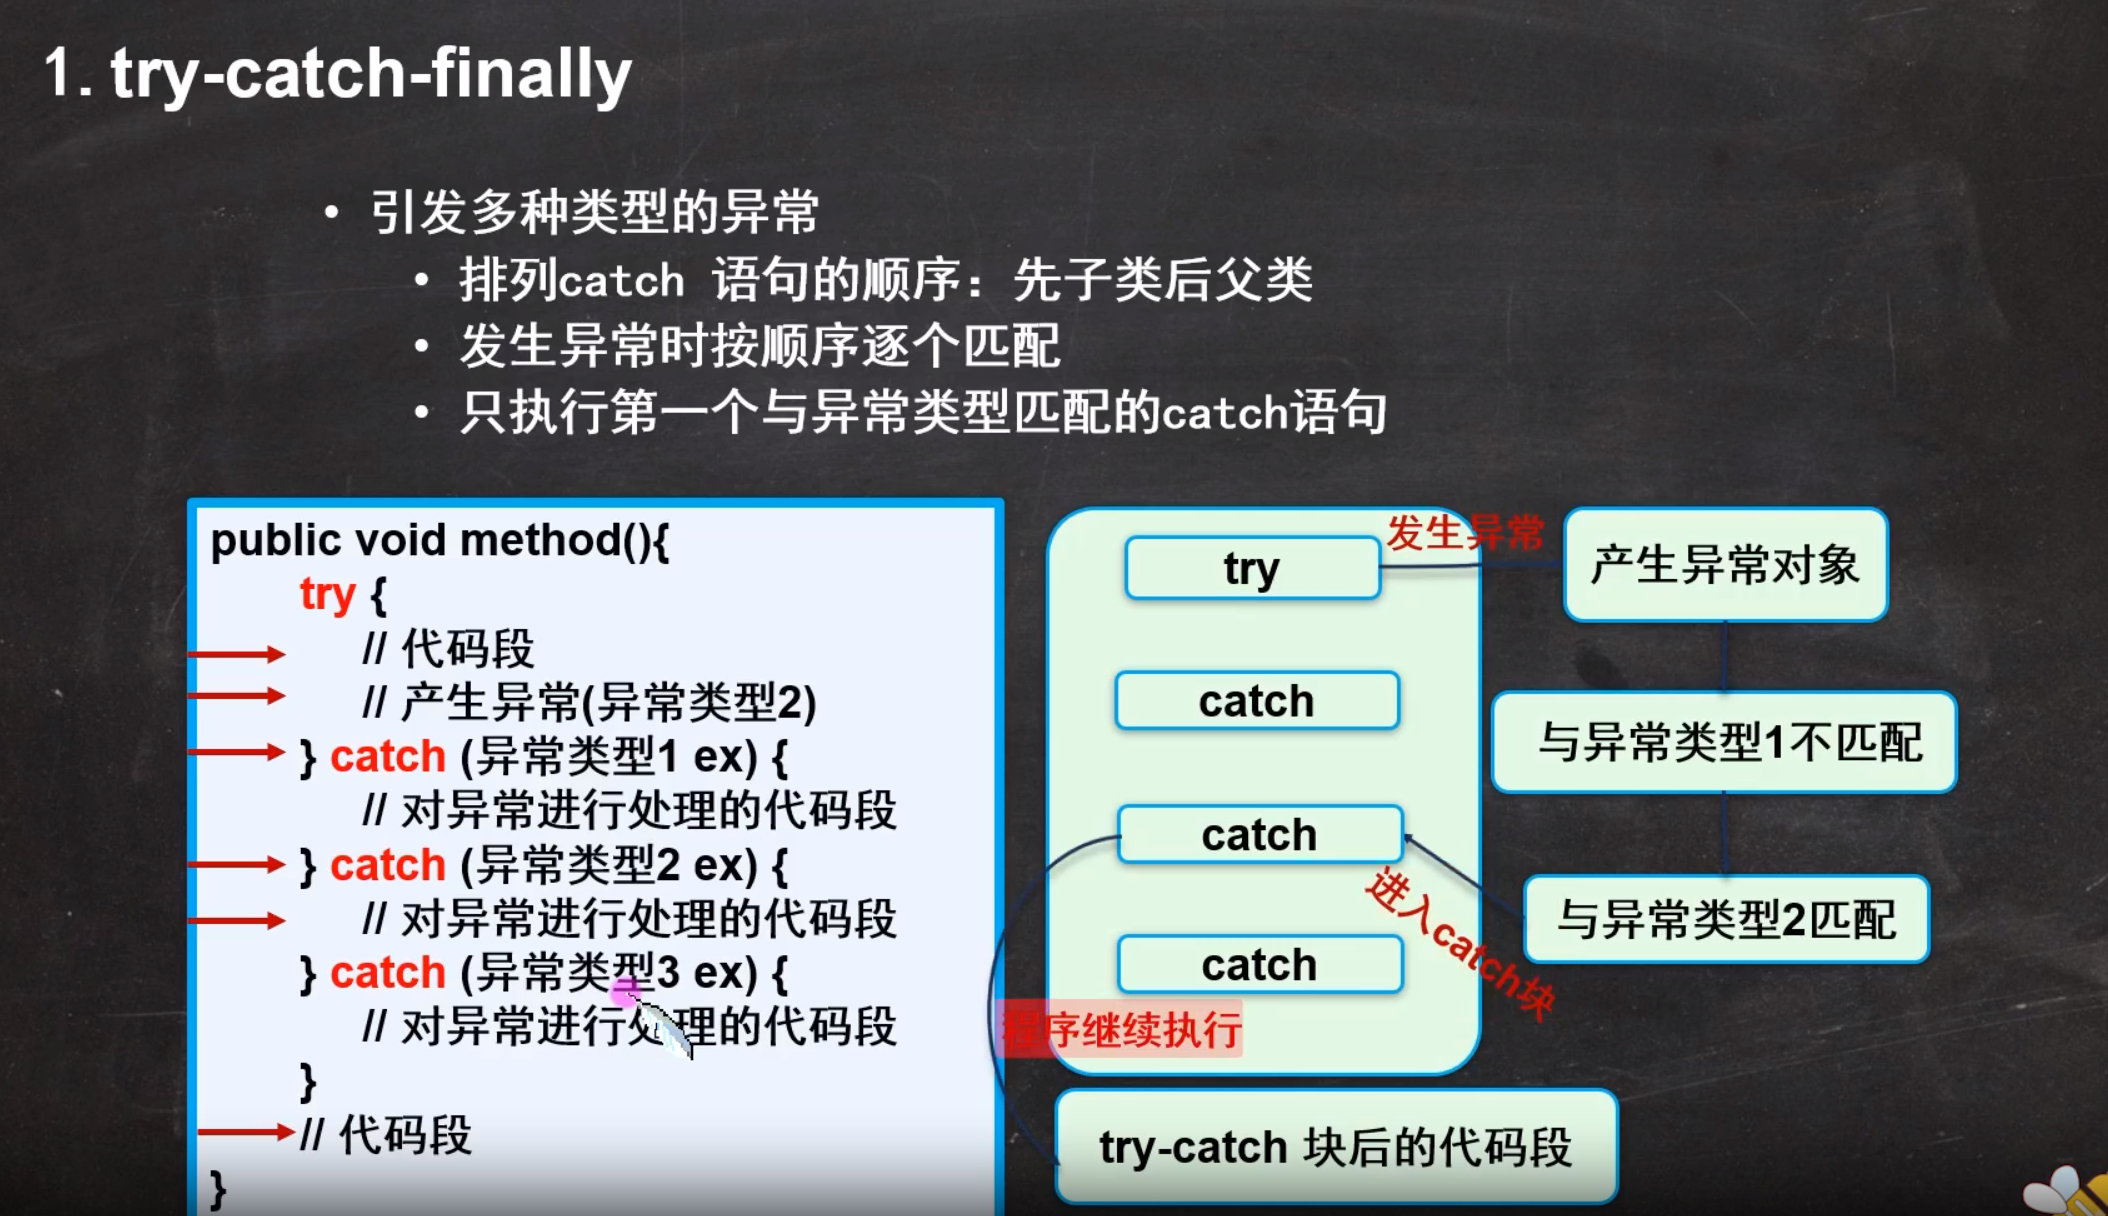 1. try-catch-finally
• 引发多种类型的异常
• 排列catch 语句的顺序：先子类后父类
• 发生异常时按顺序逐个匹配
• 只执行第一个与异常类型匹配的catch语句
public void method(){
try {
// 代码段
// 产生异常(异常类型2)
} catch (异常类型1 ex) {
// 对异常进行处理的代码段
} catch (异常类型2 ex) {
// 对异常进行处理的代码段
} catch (异常类型3 ex) {
// 对异常进行处理的代码段
}
// 代码段
}
try
发生异常
产生异常对象
catch
与异常类型1不匹配
catch
与异常类型2匹配
进入catch块
catch
程序继续执行
try-catch 块后的代码段